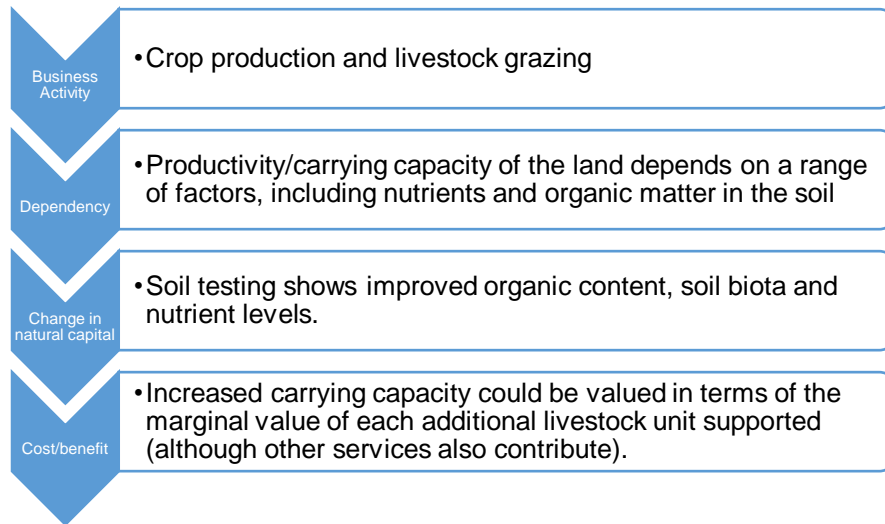 Business
Activity
•Crop production and livestock grazing
Dependency
•Productivity/carrying capacity of the land depends on a range
of factors, including nutrients and organic matter in the soil
Change in
natural capital
•Soil testing shows improved organic content, soil biota and
nutrient levels.
Cost/benefit
•Increased carrying capacity could be valued in terms of the
marginal value of each additional livestock unit supported
(although other services also contribute).